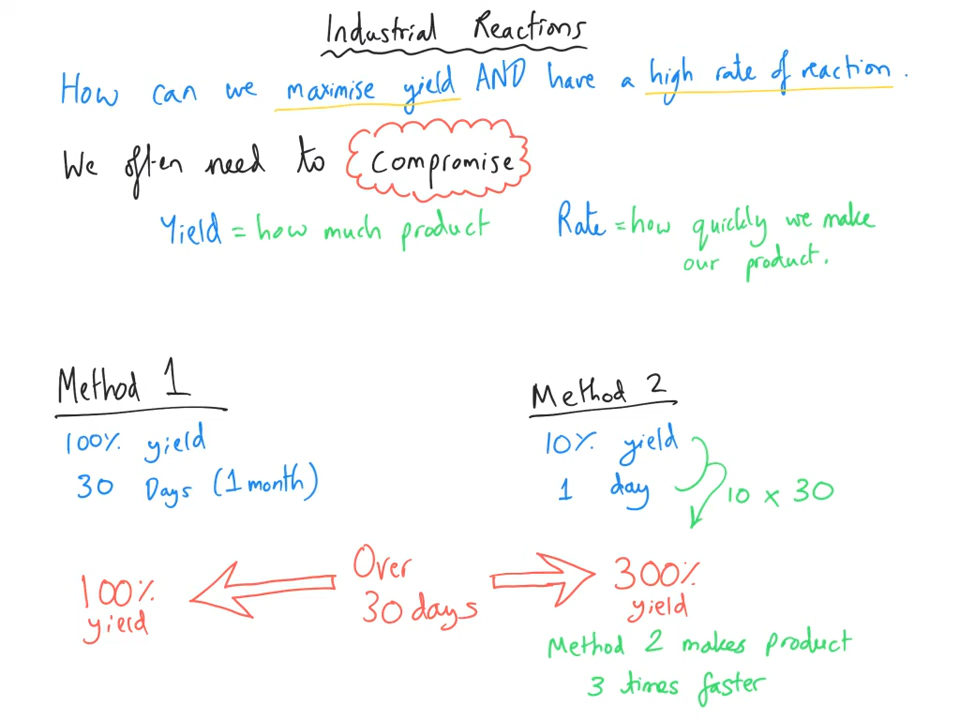 Industrial Reactions
How can we maximise yield AND have a high rate of reaction.
We often need to compromise
Yield = how much product
Rate = how quickly we make
our product.
Method 1
100% yield
30 Days (1 month)
Method 2
10% yield
1 day
10 x 30
Over
30 days
100%
yield
300%
yield
Method 2 makes product
3 times faster